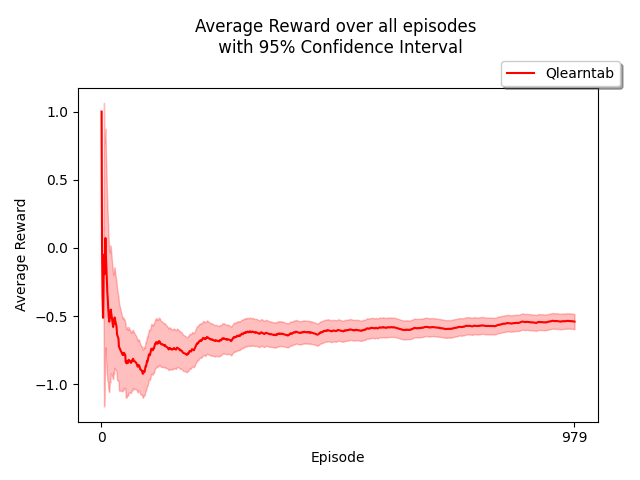 Average Reward over all episodes
with 95% Confidence Interval
Qlearntab
1.0
0.5
0.0
−0.5
−1.0
Average Reward
0
979
Episode